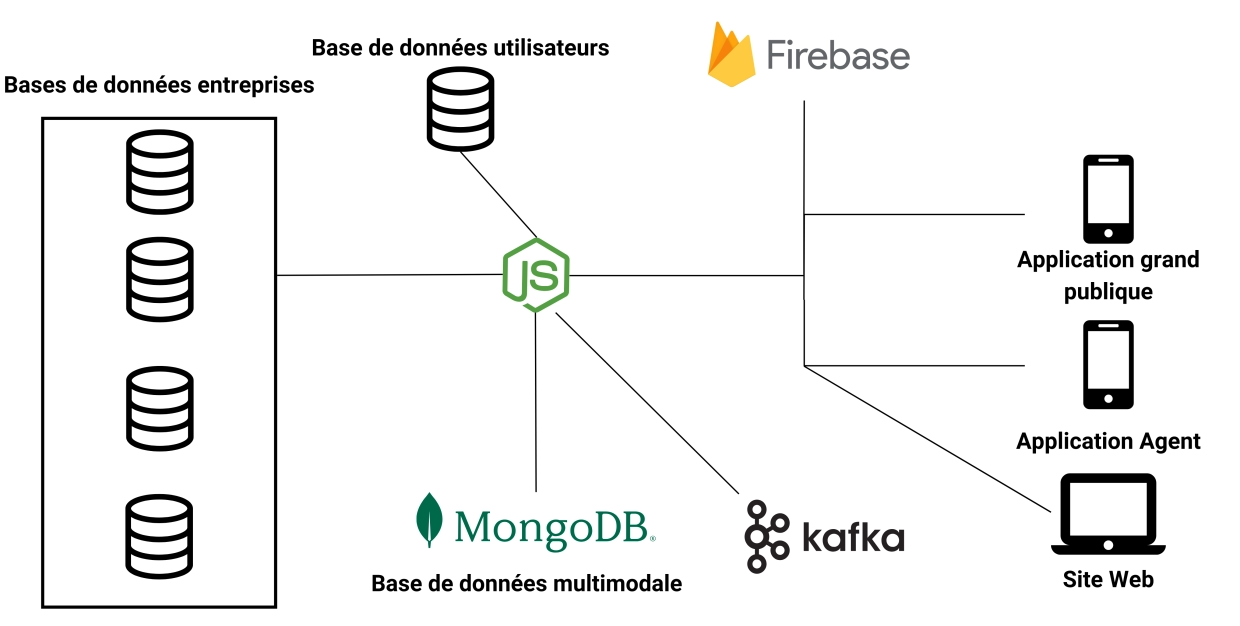 Base de données utilisateurs
Firebase
Bases de données entreprises
JS
Application grand
publique
Application Agent
MongoDB®
kafka
Base de données multimodale
Site Web